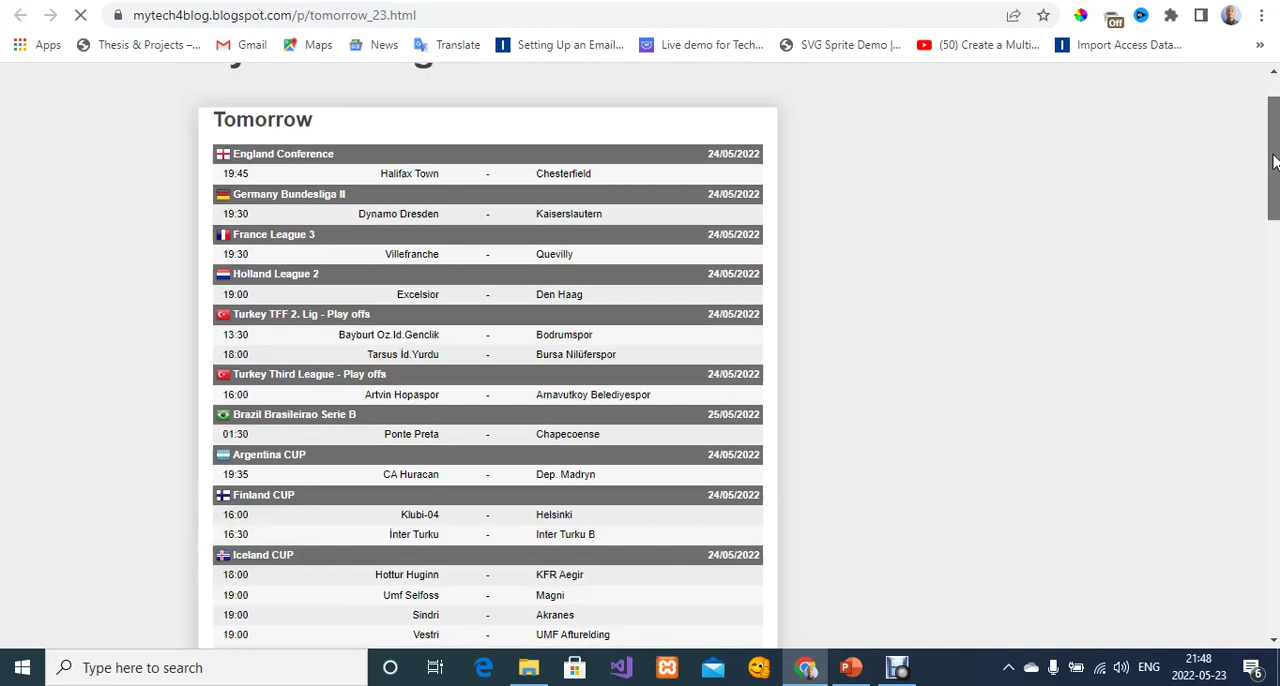 mytech4blog.blogspot.com/p/tomorrow_23.html
Off
Apps Thesis & Projects –... Gmail Maps News Translate Setting Up an Email... Live demo for Tech... SVG Sprite Demo |... (50) Create a Multi... Import Access Data... »
Tomorrow
England Conference 24/05/2022
19:45 Halifax Town - Chesterfield
Germany Bundesliga II 24/05/2022
19:30 Dynamo Dresden - Kaiserslautern
France League 3 24/05/2022
19:30 Villefranche - Quevilly
Holland League 2 24/05/2022
19:00 Excelsior - Den Haag
Turkey TFF 2. Lig - Play offs 24/05/2022
13:30 Bayburt Oz.Id.Genclik - Bodrumspor
18:00 Tarsus İd.Yurdu - Bursa Nilüferspor
Turkey Third League - Play offs 24/05/2022
16:00 Artvin Hopaspor - Arnavutkoy Belediyespor
Brazil Brasileirao Serie B 25/05/2022
01:30 Ponte Preta - Chapecoense
Argentina CUP 24/05/2022
19:35 CA Huracan - Dep. Madryn
Finland CUP 24/05/2022
16:00 Klubi-04 - Helsinki
16:30 İnter Turku - Inter Turku B
Iceland CUP 24/05/2022
18:00 Hottur Huginn - KFR Aegir
19:00 Umf Selfoss - Magni
19:00 Sindri - Akranes
19:00 Vestri - UMF Afturelding
Type here to search
ENG
21:48
2022-05-23
6